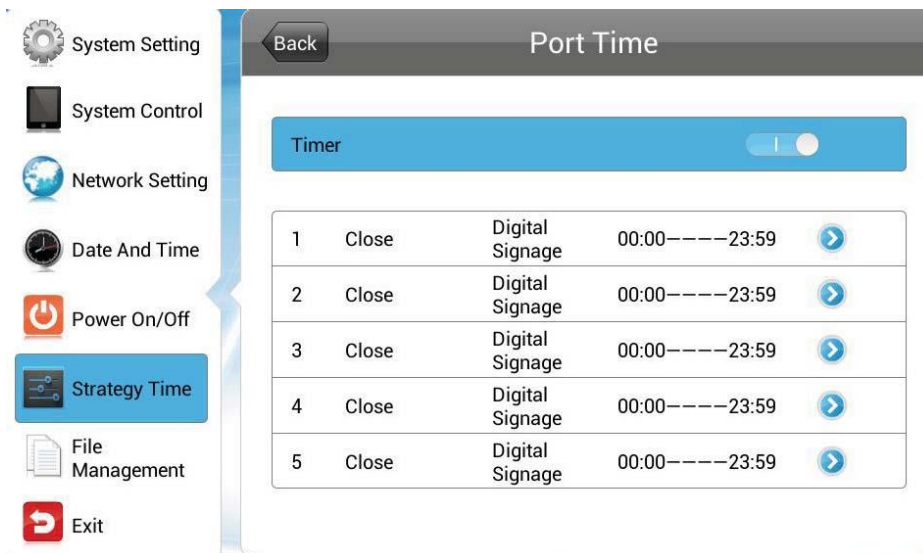 System Setting
System Control
Network Setting
Date And Time
Power On/Off
Strategy Time
File
Management
Exit
Back
Port Time
Timer
1 Close Digital Signage 00:00————23:59
2 Close Digital Signage 00:00————23:59
3 Close Digital Signage 00:00————23:59
4 Close Digital Signage 00:00————23:59
5 Close Digital Signage 00:00————23:59